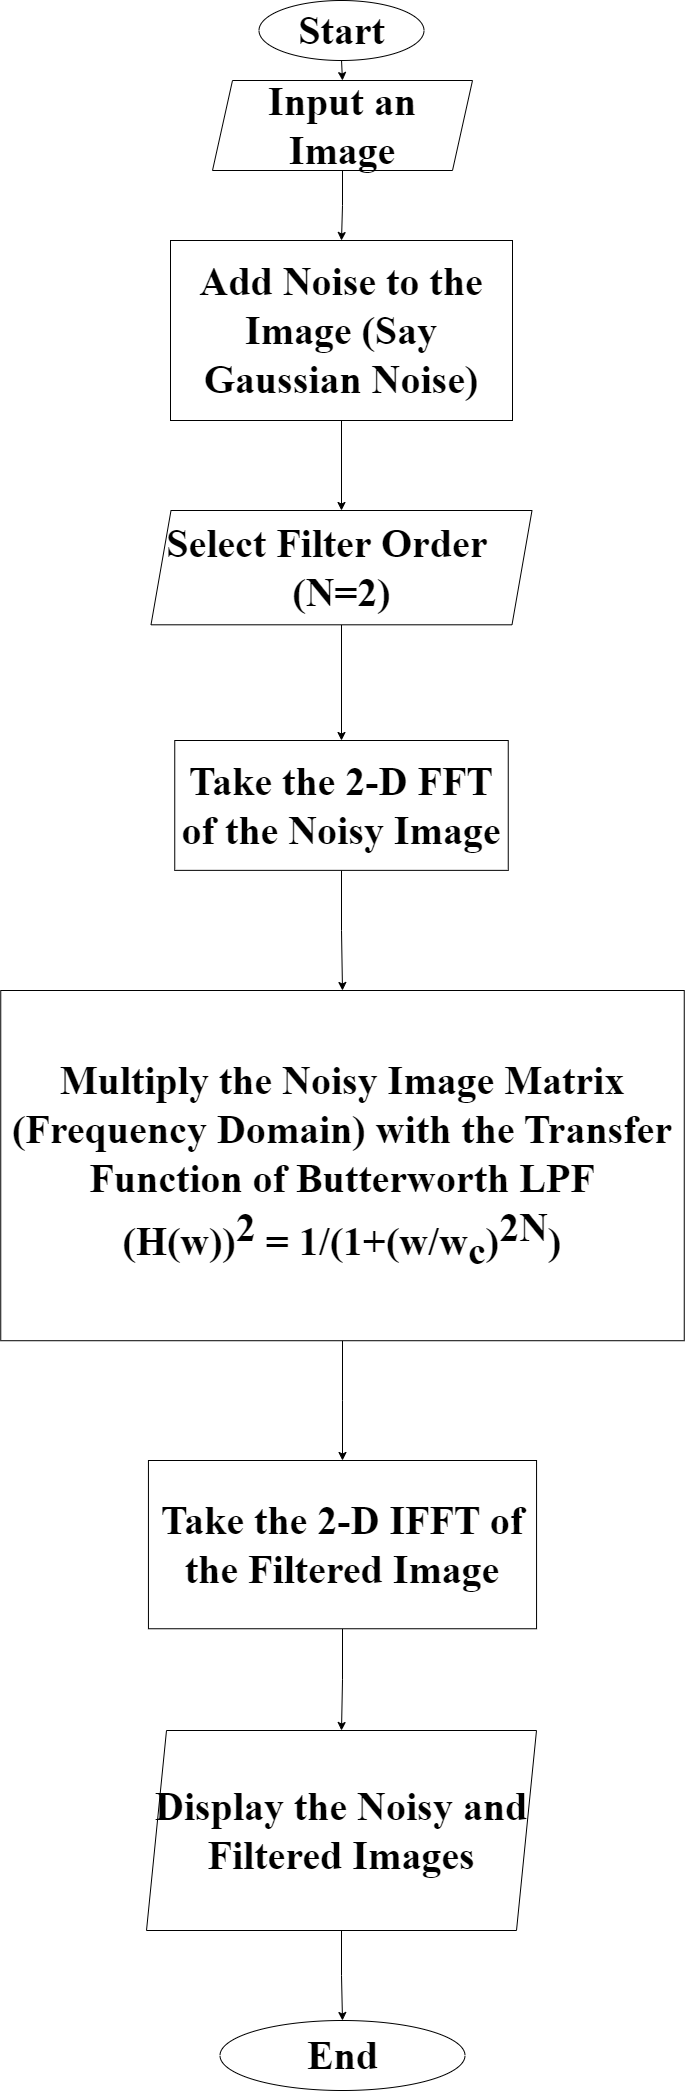 Start
Input an
Image
Add Noise to the
Image (Say
Gaussian Noise)
Select Filter Order
(N=2)
Take the 2-D FFT
of the Noisy Image
Multiply the Noisy Image Matrix
(Frequency Domain) with the Transfer
Function of Butterworth LPF
(H(w))² = 1/(1+(w/w_c)^2N)
Take the 2-D IFFT of
the Filtered Image
Display the Noisy and
Filtered Images
End